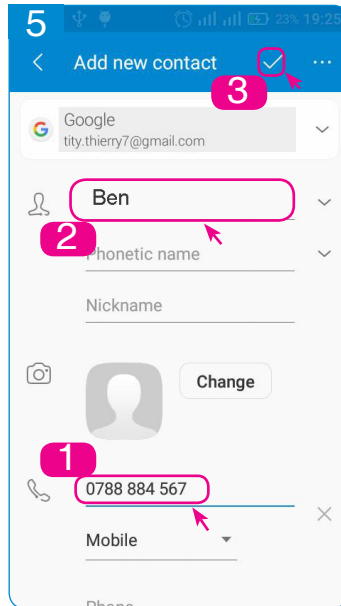 5
23% 19:25
Add new contact
3
G Google
tity.thierry7@gmail.com
Ben
2
Phonetic name
Nickname
Change
1
0788 884 567
Mobile
Phone